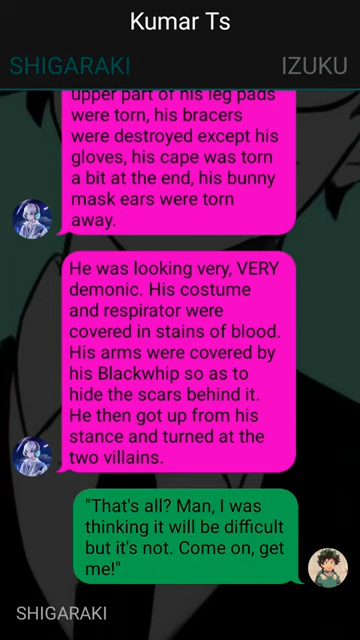 Kumar Ts
SHIGARAKI IZUKU
upper part of his leg pads
were torn, his bracers
were destroyed except his
gloves, his cape was torn
a bit at the end, his bunny
mask ears were torn
away.
He was looking very, VERY
demonic. His costume
and respirator were
covered in stains of blood.
His arms were covered by
his Blackwhip so as to
hide the scars behind it.
He then got up from his
stance and turned at the
two villains.
"That's all? Man, I was
thinking it will be difficult
but it's not. Come on, get
me!"
SHIGARAKI